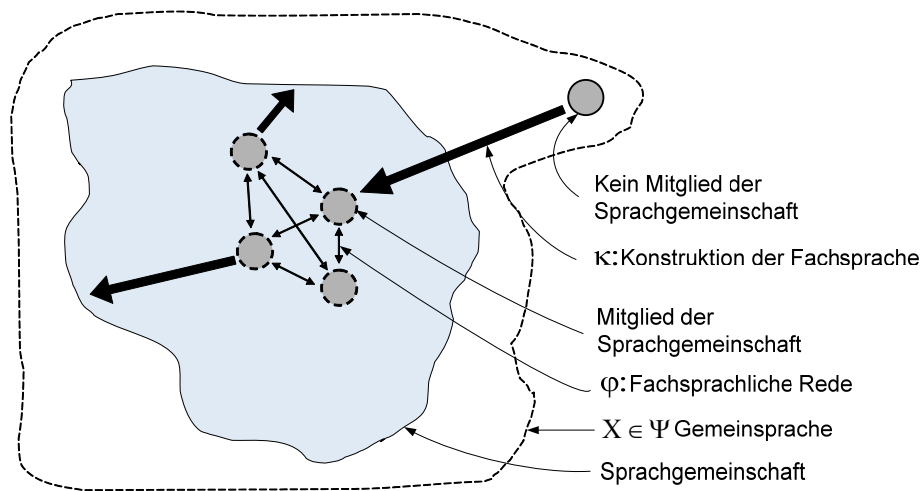 Kein Mitglied der
Sprachgemeinschaft
κ:Konstruktion der Fachsprache
Mitglied der
Sprachgemeinschaft
φ:Fachsprachliche Rede
Χ ∈ Ψ Gemeinsprache
Sprachgemeinschaft